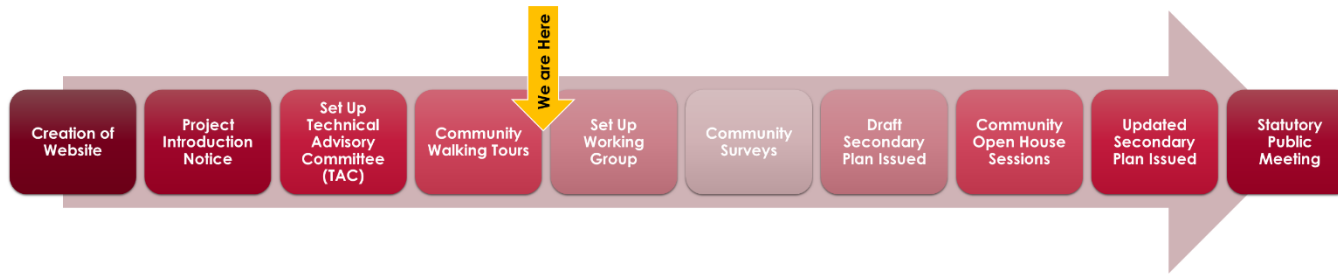 We are Here
Creation of
Website
Project
Introduction
Notice
Set Up
Technical
Advisory
Committee
(TAC)
Community
Walking Tours
Set Up
Working
Group
Community
Surveys
Draft
Secondary
Plan Issued
Community
Open House
Sessions
Updated
Secondary
Plan Issued
Statutory
Public
Meeting